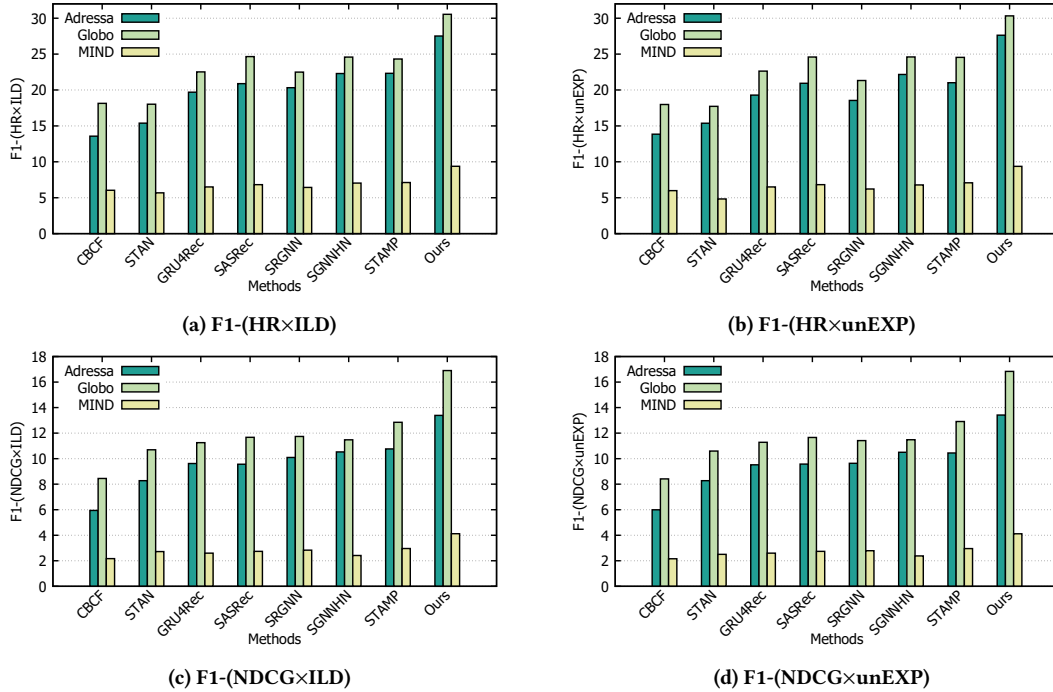 Adressa
Globo
MIND
F1-(HR×ILD)
30
25
20
15
10
5
0
CBCF
STAN
GRU4Rec
SASRec
SRGNN
SGNNHN
STAMP
Ours
Methods
(a) F1-(HR×ILD)
Adressa
Globo
MIND
F1-(HR×unEXP)
30
25
20
15
10
5
0
CBCF
STAN
GRU4Rec
SASRec
SRGNN
SGNNHN
STAMP
Ours
Methods
(b) F1-(HR×unEXP)
Adressa
Globo
MIND
F1-(NDCG×ILD)
18
16
14
12
10
8
6
4
2
0
CBCF
STAN
GRU4Rec
SASRec
SRGNN
SGNNHN
STAMP
Ours
Methods
(c) F1-(NDCG×ILD)
Adressa
Globo
MIND
F1-(NDCG×unEXP)
18
16
14
12
10
8
6
4
2
0
CBCF
STAN
GRU4Rec
SASRec
SRGNN
SGNNHN
STAMP
Ours
Methods
(d) F1-(NDCG×unEXP)